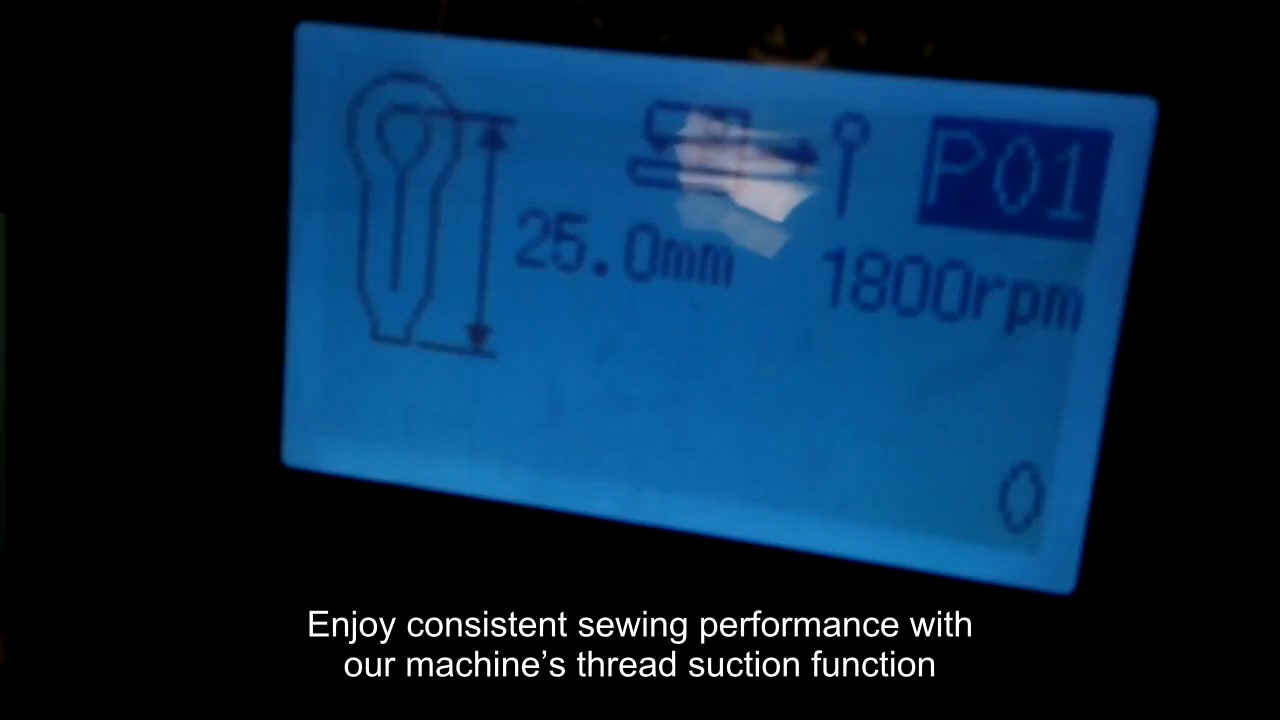 P01
25.0mm
1800rpm
0
Enjoy consistent sewing performance with
our machine’s thread suction function